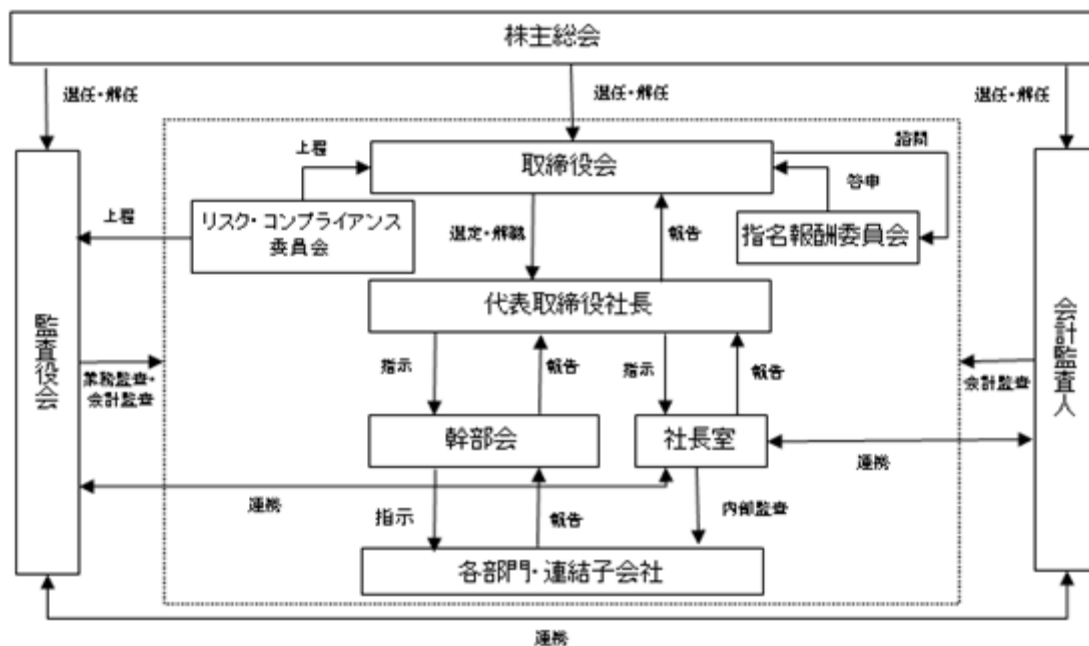 株主総会
選任・解任
選任・解任
選任・解任
上程
取締役会
諮問
答申
上程
リスク・コンプライアンス
委員会
選定・解職
報告
指名報酬委員会
代表取締役社長
監査役会
会計監査人
業務監査・
会計監査
指示
報告
指示
報告
会計監査
幹部会
社長室
連携
連携
指示
報告
内部監査
各部門・連結子会社
連携